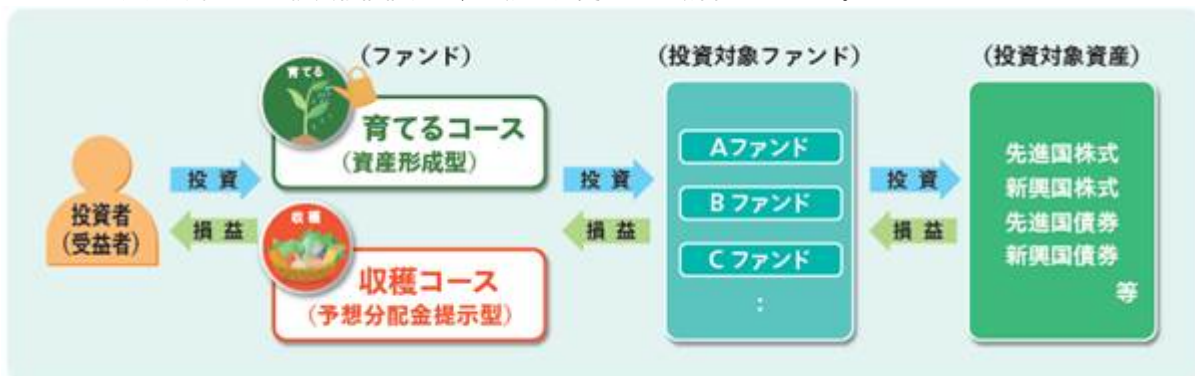 (ファンド)
(投資対象ファンド)
(投資対象資産)
育てる
育てるコース
(資産形成型)
投資者
(受益者)
投資
損益
収穫
収穫コース
(予想分配金提示型)
投資
損益
Aファンド
Bファンド
Cファンド
:
投資
損益
先進国株式
新興国株式
先進国債券
新興国債券
等